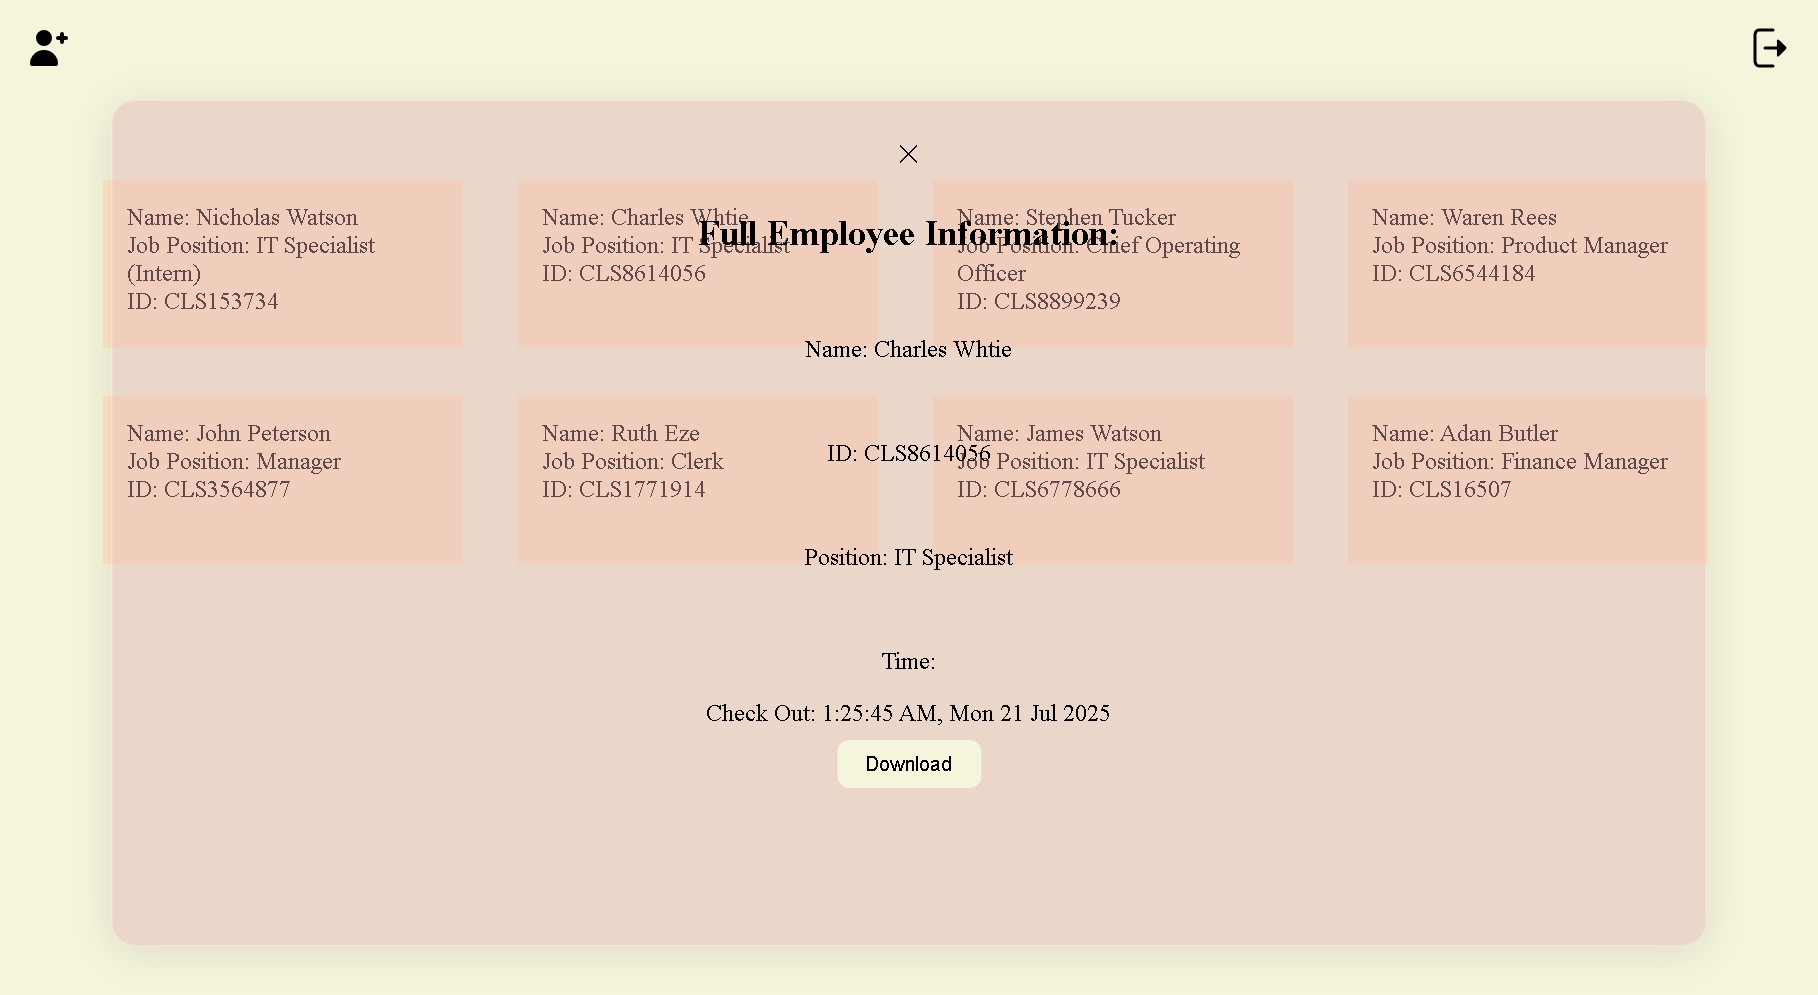 Full Employee Information:
Name: Charles Whtie
ID: CLS8614056
Position: IT Specialist
Time:
Check Out: 1:25:45 AM, Mon 21 Jul 2025
Download
Name: Nicholas Watson
Job Position: IT Specialist
(Intern)
ID: CLS153734
Name: Charles Whtie
Job Position: IT Specialist
ID: CLS8614056
Name: Stephen Tucker
Job Position: Chief Operating
Officer
ID: CLS8899239
Name: Waren Rees
Job Position: Product Manager
ID: CLS6544184
Name: John Peterson
Job Position: Manager
ID: CLS3564877
Name: Ruth Eze
Job Position: Clerk
ID: CLS1771914
Name: James Watson
Job Position: IT Specialist
ID: CLS6778666
Name: Adan Butler
Job Position: Finance Manager
ID: CLS16507